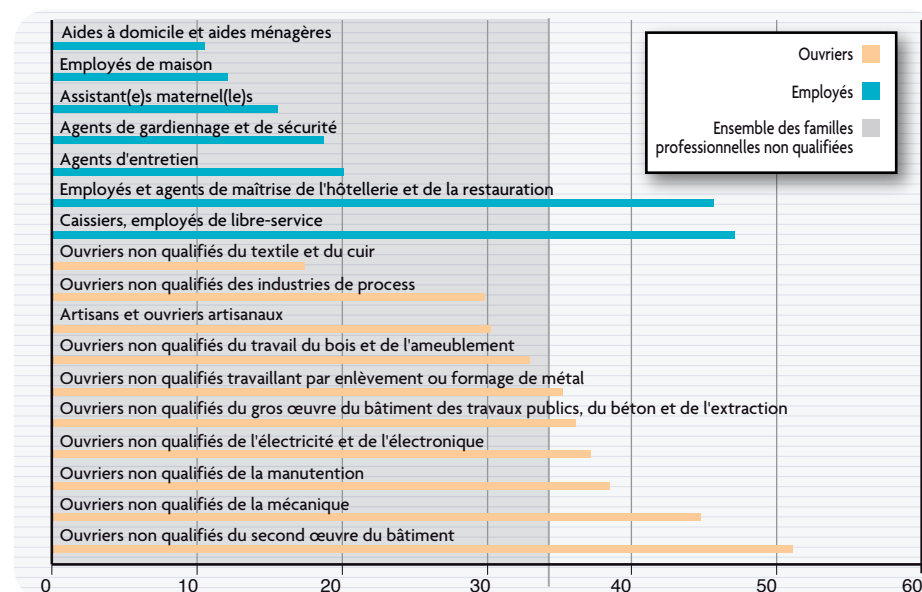 Aides à domicile et aides ménagères
Employés de maison
Assistant(e)s maternel(le)s
Agents de gardiennage et de sécurité
Agents d'entretien
Employés et agents de maîtrise de l'hôtellerie et de la restauration
Caissiers, employés de libre-service
Ouvriers non qualifiés du textile et du cuir
Ouvriers non qualifiés des industries de process
Artisans et ouvriers artisanaux
Ouvriers non qualifiés du travail du bois et de l'ameublement
Ouvriers non qualifiés travaillant par enlèvement ou formage de métal
Ouvriers non qualifiés du gros œuvre du bâtiment des travaux publics, du béton et de l'extraction
Ouvriers non qualifiés de l'électricité et de l'électronique
Ouvriers non qualifiés de la manutention
Ouvriers non qualifiés de la mécanique
Ouvriers non qualifiés du second œuvre du bâtiment
0 10 20 30 40 50 60
Ouvriers
Employés
Ensemble des familles
professionnelles non qualifiées